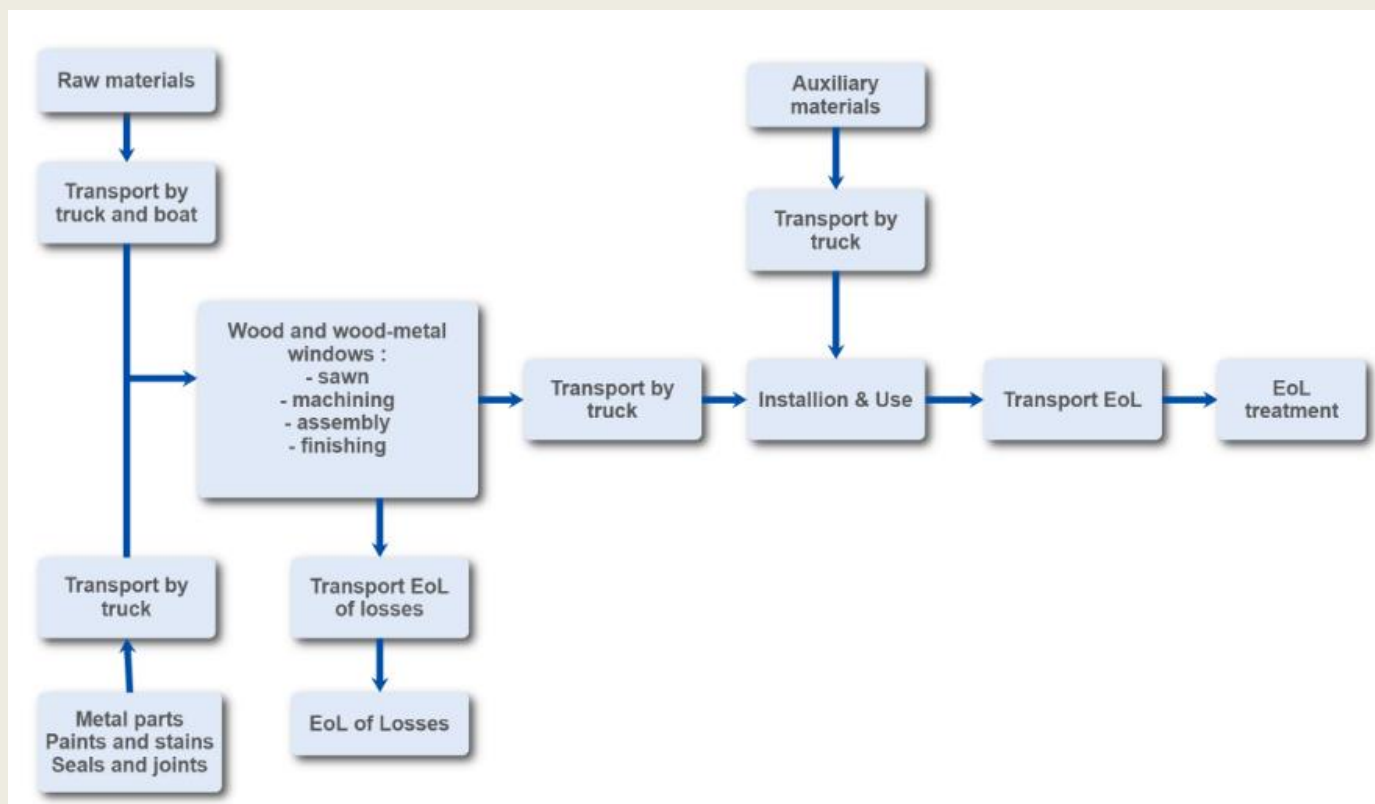 Raw materials
Auxiliary
materials
Transport by
truck and boat
Transport by
truck
Wood and wood-metal
windows :
- sawn
- machining
- assembly
- finishing
Transport by
truck
Installion & Use
Transport EoL
EoL
treatment
Transport by
truck
Transport EoL
of losses
Metal parts
Paints and stains
Seals and joints
EoL of Losses